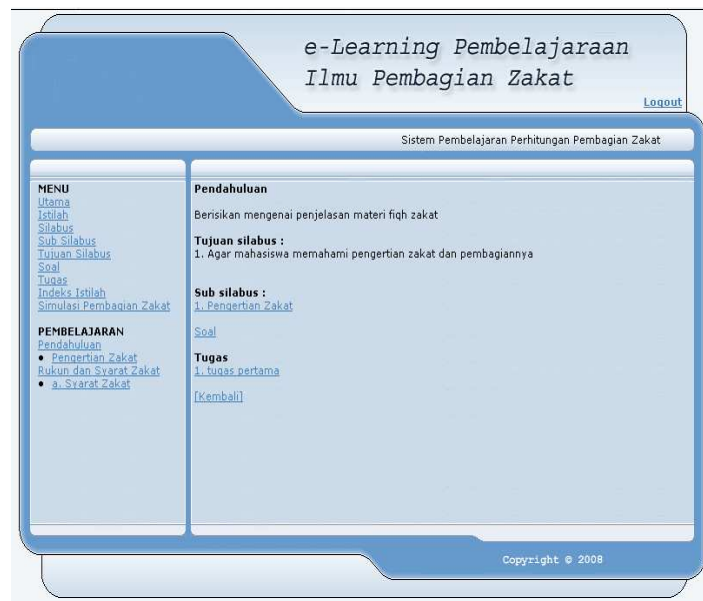 e-Learning Pembelajaraan
Ilmu Pembagian Zakat
Logout
Sistem Pembelajaran Perhitungan Pembagian Zakat
MENU
Utama
Istilah
Silabus
Sub Silabus
Tujuan Silabus
Soal
Tugas
Indeks Istilah
Simulasi Pembagian Zakat
PEMBELAJARAN
Pendahuluan
• Pengertian Zakat
Rukun dan Syarat Zakat
• a. Syarat Zakat
Pendahuluan
Berisikan mengenai penjelasan materi fiqh zakat
Tujuan silabus :
1. Agar mahasiswa memahami pengertian zakat dan pembagiannya
Sub silabus :
1. Pengertian Zakat
Soal
Tugas
1. tugas pertama
[Kembali]
Copyright © 2008